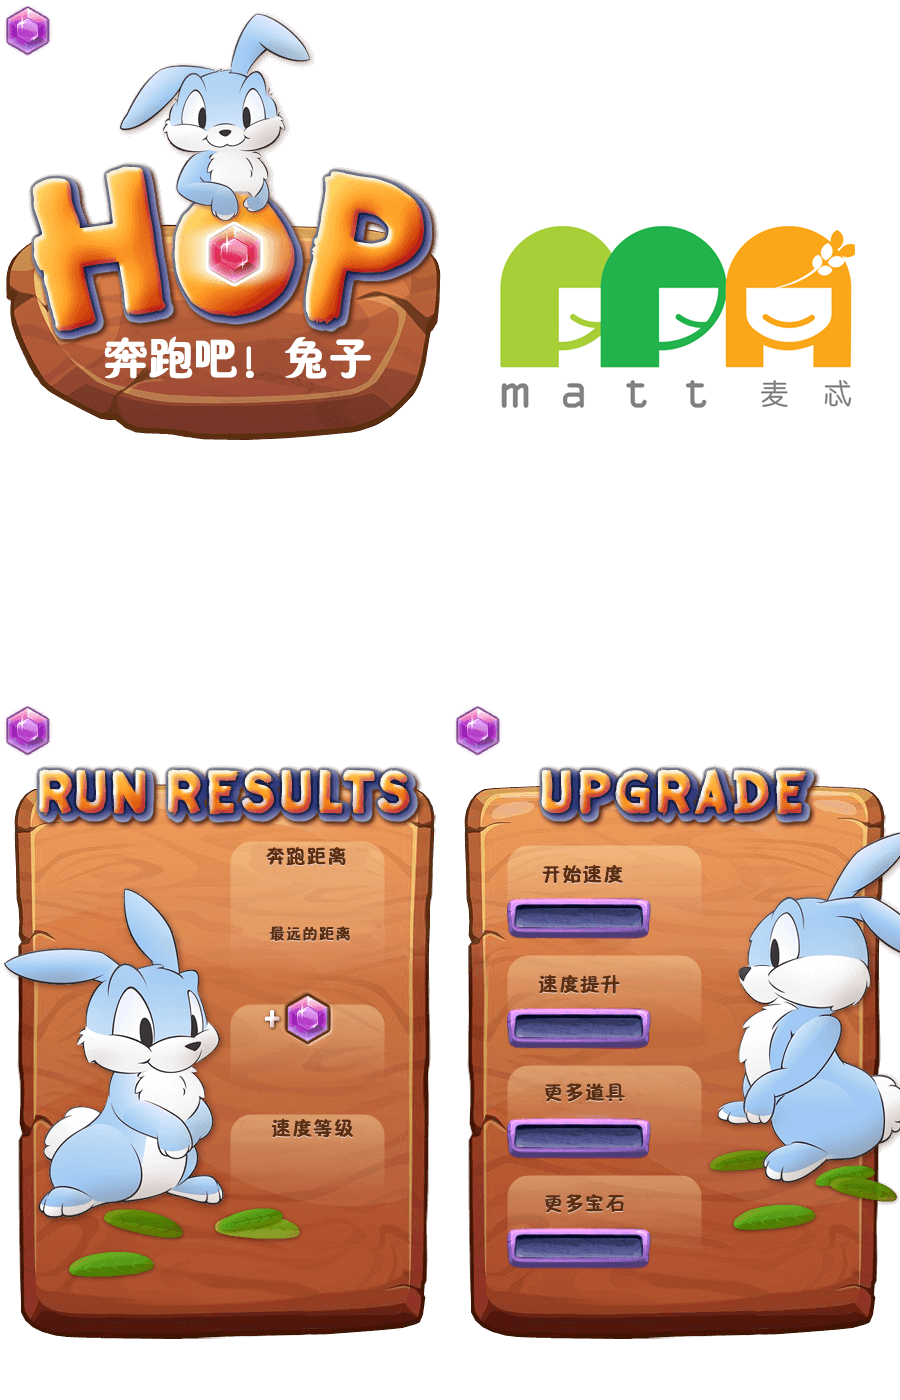 HOP
奔跑吧！兔子
matt 麦忒
RUN RESULTS
奔跑距离
最远的距离
+
速度等级
UPGRADE
开始速度
速度提升
更多道具
更多宝石